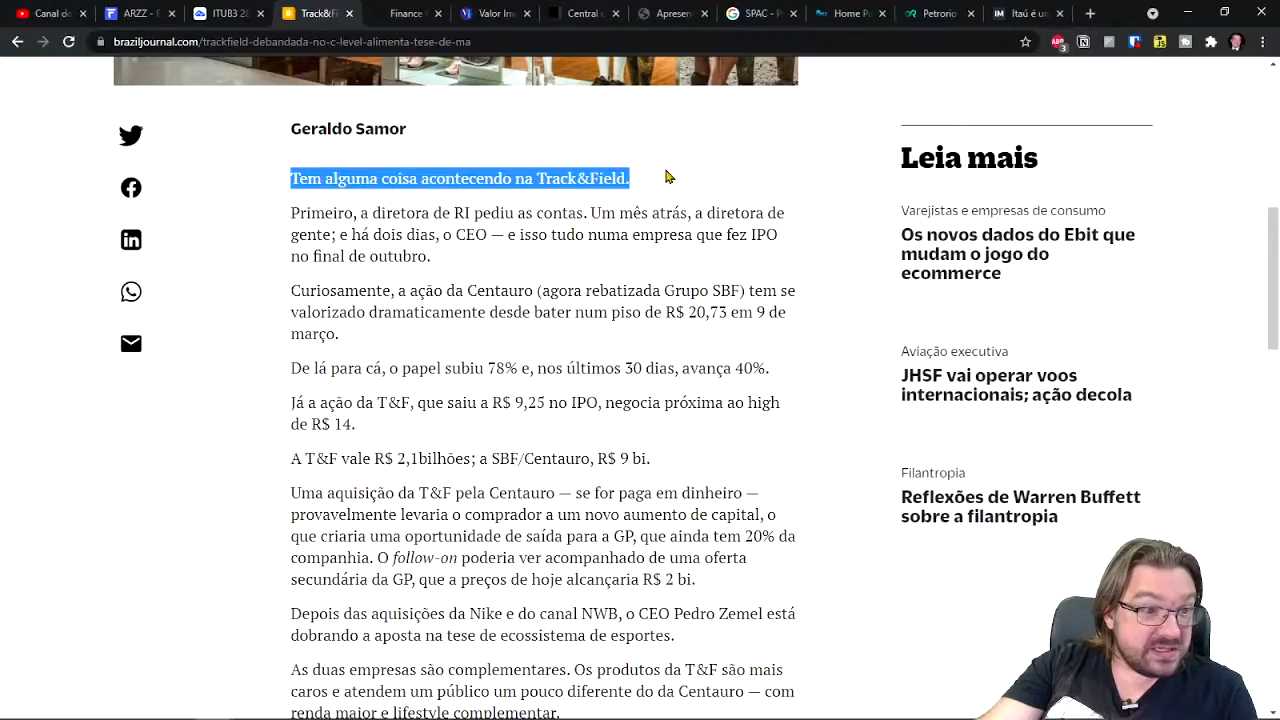 Canal do
ARZZ - E
ITUB3 20
Track&Fi
Finance
Valor Im
Central d
Apresen
SPAC - P
Home P
Petrorio
Itaú é un
braziljournal.com/trackfield-debandada-no-c-level-alimenta-tese-de-ma
Geraldo Samor
Tem alguma coisa acontecendo na Track&Field.
Primeiro, a diretora de RI pediu as contas. Um mês atrás, a diretora de
gente; e há dois dias, o CEO — e isso tudo numa empresa que fez IPO
no final de outubro.
Curiosamente, a ação da Centauro (agora rebatizada Grupo SBF) tem se
valorizado dramaticamente desde bater num piso de R$ 20,73 em 9 de
março.
De lá para cá, o papel subiu 78% e, nos últimos 30 dias, avança 40%.
Já a ação da T&F, que saiu a R$ 9,25 no IPO, negocia próxima ao high
de R$ 14.
A T&F vale R$ 2,1bilhões; a SBF/Centauro, R$ 9 bi.
Uma aquisição da T&F pela Centauro — se for paga em dinheiro —
provavelmente levaria o comprador a um novo aumento de capital, o
que criaria uma oportunidade de saída para a GP, que ainda tem 20% da
companhia. O follow-on poderia ver acompanhado de uma oferta
secundária da GP, que a preços de hoje alcançaria R$ 2 bi.
Depois das aquisições da Nike e do canal NWB, o CEO Pedro Zemel está
dobrando a aposta na tese de ecossistema de esportes.
As duas empresas são complementares. Os produtos da T&F são mais
caros e atendem um público um pouco diferente do da Centauro — com
renda maior e lifestyle complementar.
Leia mais
Varejistas e empresas de consumo
Os novos dados do Ebit que
mudam o jogo do
ecommerce
Aviação executiva
JHSF vai operar voos
internacionais; ação decola
Filantropia
Reflexões de Warren Buffett
sobre a filantropia